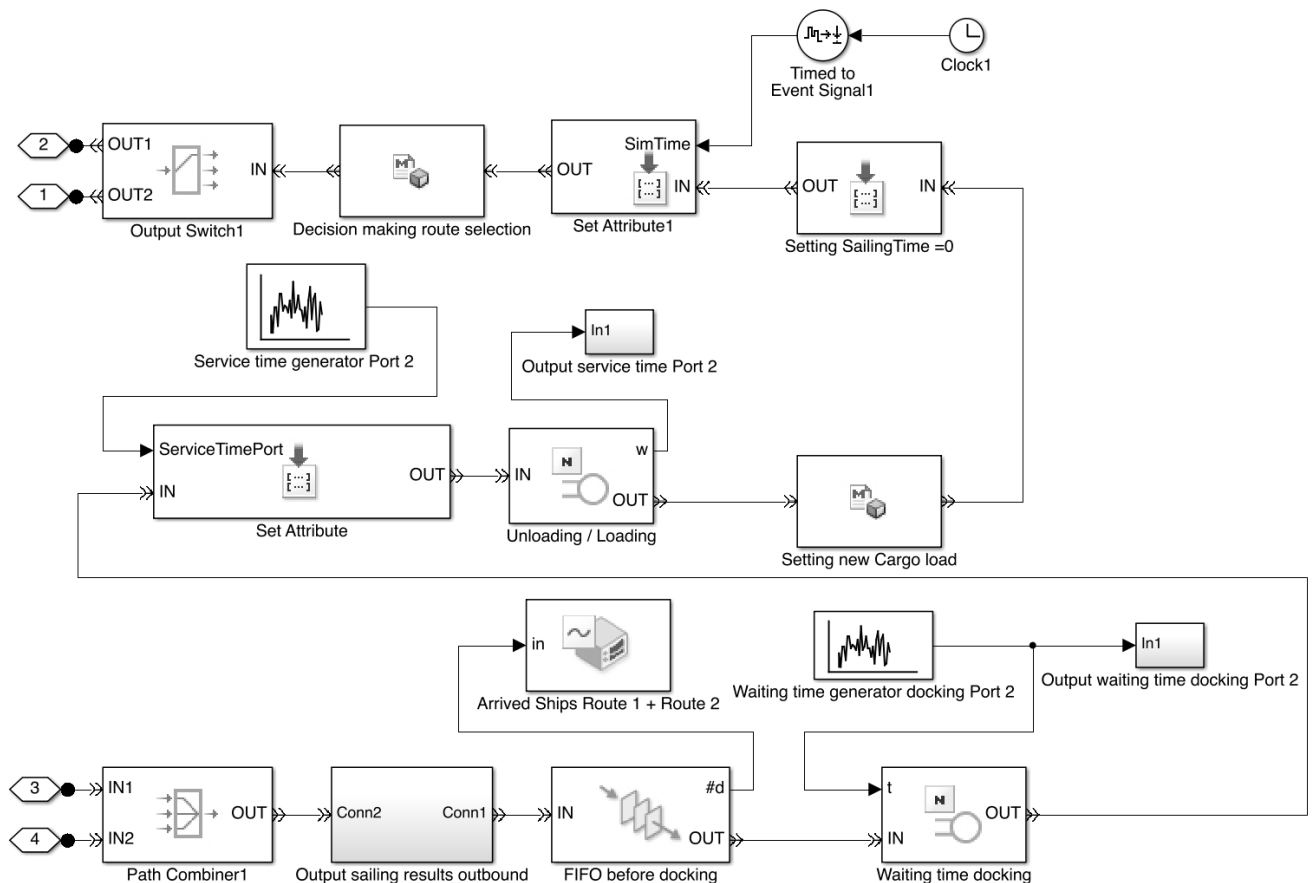 Clock1
Timed to
Event Signal1
2
OUT1
1
OUT2
IN
Output Switch1
Decision making route selection
SimTime
OUT
IN
Set Attribute1
OUT
IN
Setting SailingTime =0
Service time generator Port 2
In1
Output service time Port 2
ServiceTimePort
IN
OUT
Set Attribute
IN
w
OUT
N
Unloading / Loading
M
Setting new Cargo load
in
Arrived Ships Route 1 + Route 2
Waiting time generator docking Port 2
In1
Output waiting time docking Port 2
3
IN1
4
IN2
OUT
Path Combiner1
Conn2
Conn1
Output sailing results outbound
IN
#d
OUT
FIFO before docking
t
IN
N
OUT
Waiting time docking